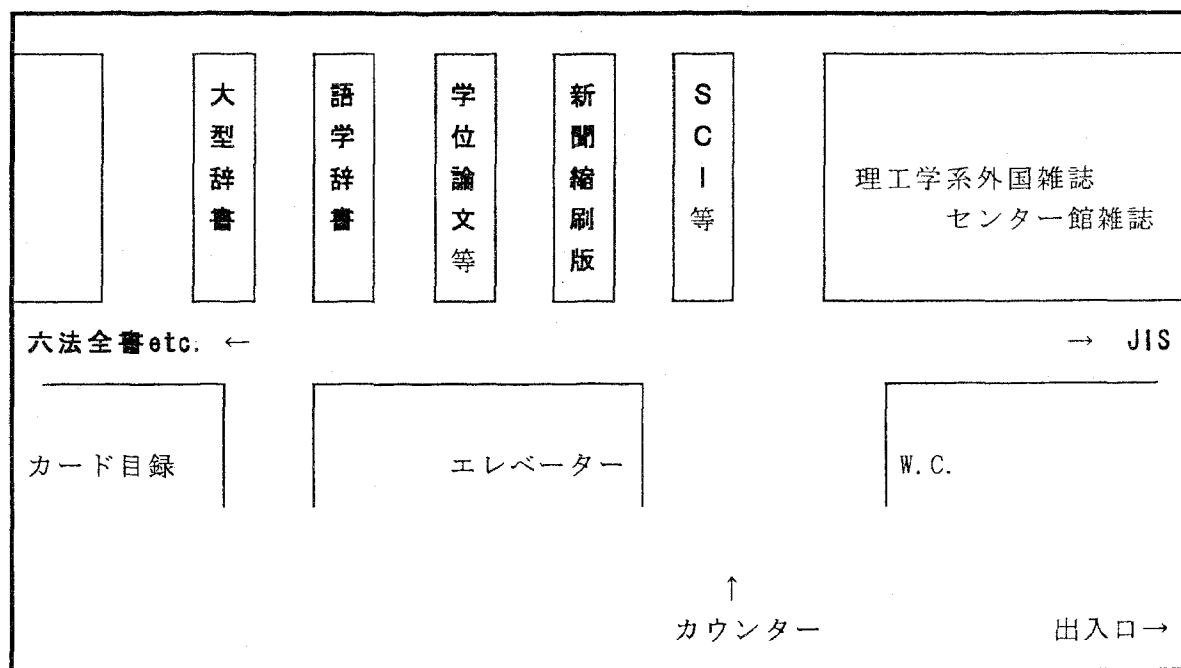 大型辞書
語学辞書
学位論文等
新聞縮刷版
SCI等
理工学系外国雑誌
センター館雑誌
六法全書etc. ←
→ JIS
カード目録
エレベーター
W.C.
↑
カウンター
出入口→